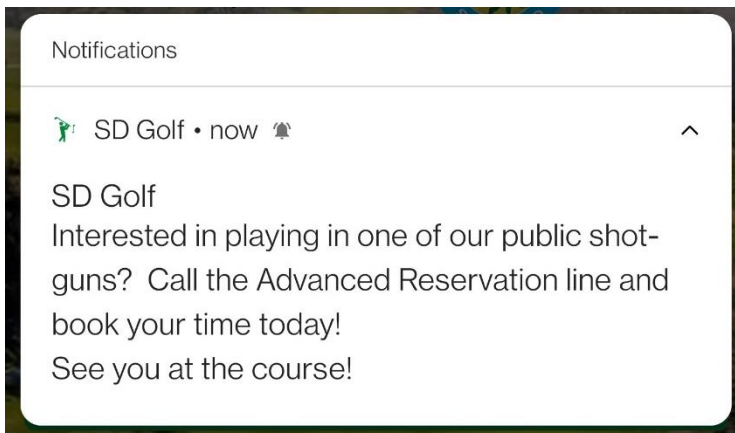 Notifications
SD Golf • now
SD Golf
Interested in playing in one of our public shot-
guns?  Call the Advanced Reservation line and
book your time today!
See you at the course!